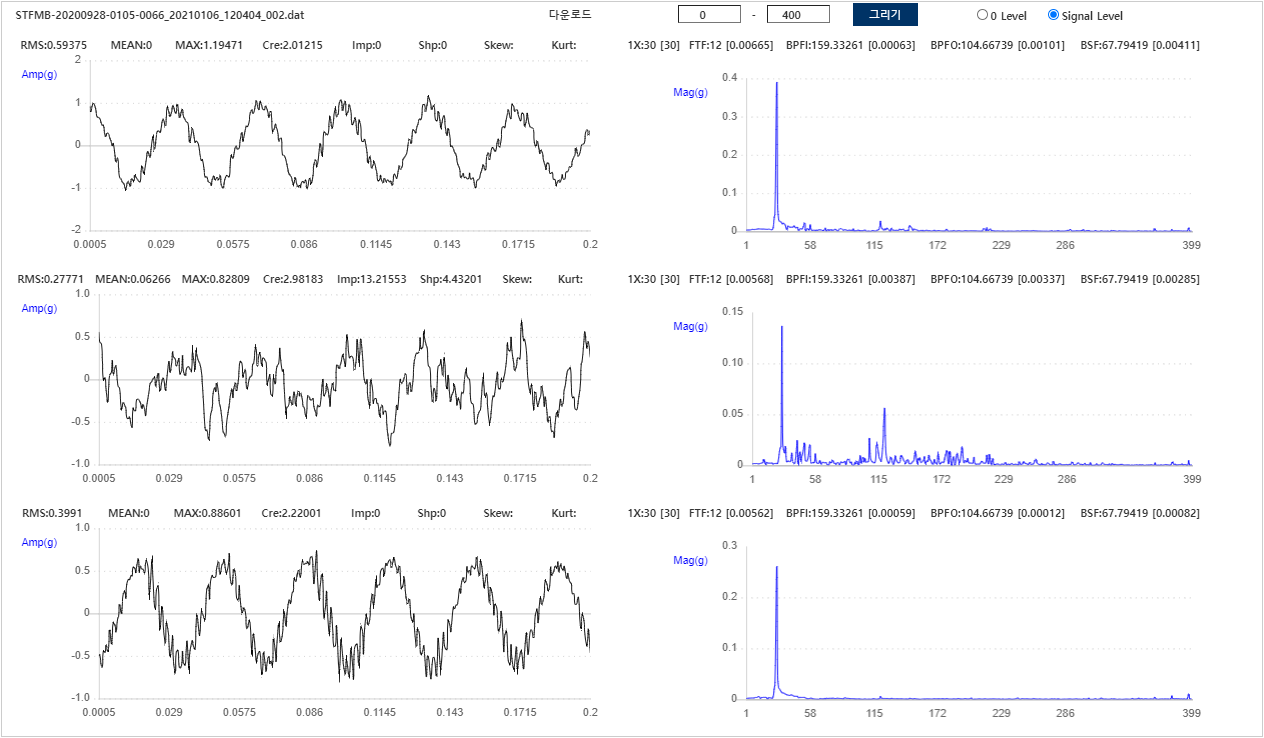 STFMB-20200928-0105-0066_20210106_120404_002.dat 다운로드 0 - 400 그리기 0 Level Signal Level
RMS:0.59375 MEAN:0 MAX:1.19471 Cre:2.01215 Imp:0 Shp:0 Skew: Kurt:
Amp(g)
2
1
0
-1
-2
0.0005 0.029 0.0575 0.086 0.1145 0.143 0.1715 0.2
1X:30 [30] FTF:12 [0.00665] BPFI:159.33261 [0.00063] BPFO:104.66739 [0.00101] BSF:67.79419 [0.00411]
Mag(g)
0.4
0.3
0.2
0.1
0
1 58 115 172 229 286 399
RMS:0.27771 MEAN:0.06266 MAX:0.82809 Cre:2.98183 Imp:13.21553 Shp:4.43201 Skew: Kurt:
Amp(g)
1.0
0.5
0
-0.5
-1.0
0.0005 0.029 0.0575 0.086 0.1145 0.143 0.1715 0.2
1X:30 [30] FTF:12 [0.00568] BPFI:159.33261 [0.00387] BPFO:104.66739 [0.00337] BSF:67.79419 [0.00285]
Mag(g)
0.15
0.10
0.05
0
1 58 115 172 229 286 399
RMS:0.3991 MEAN:0 MAX:0.88601 Cre:2.22001 Imp:0 Shp:0 Skew: Kurt:
Amp(g)
1.0
0.5
0
-0.5
-1.0
0.0005 0.029 0.0575 0.086 0.1145 0.143 0.1715 0.2
1X:30 [30] FTF:12 [0.00562] BPFI:159.33261 [0.00059] BPFO:104.66739 [0.00012] BSF:67.79419 [0.00082]
Mag(g)
0.3
0.2
0.1
0
1 58 115 172 229 286 399